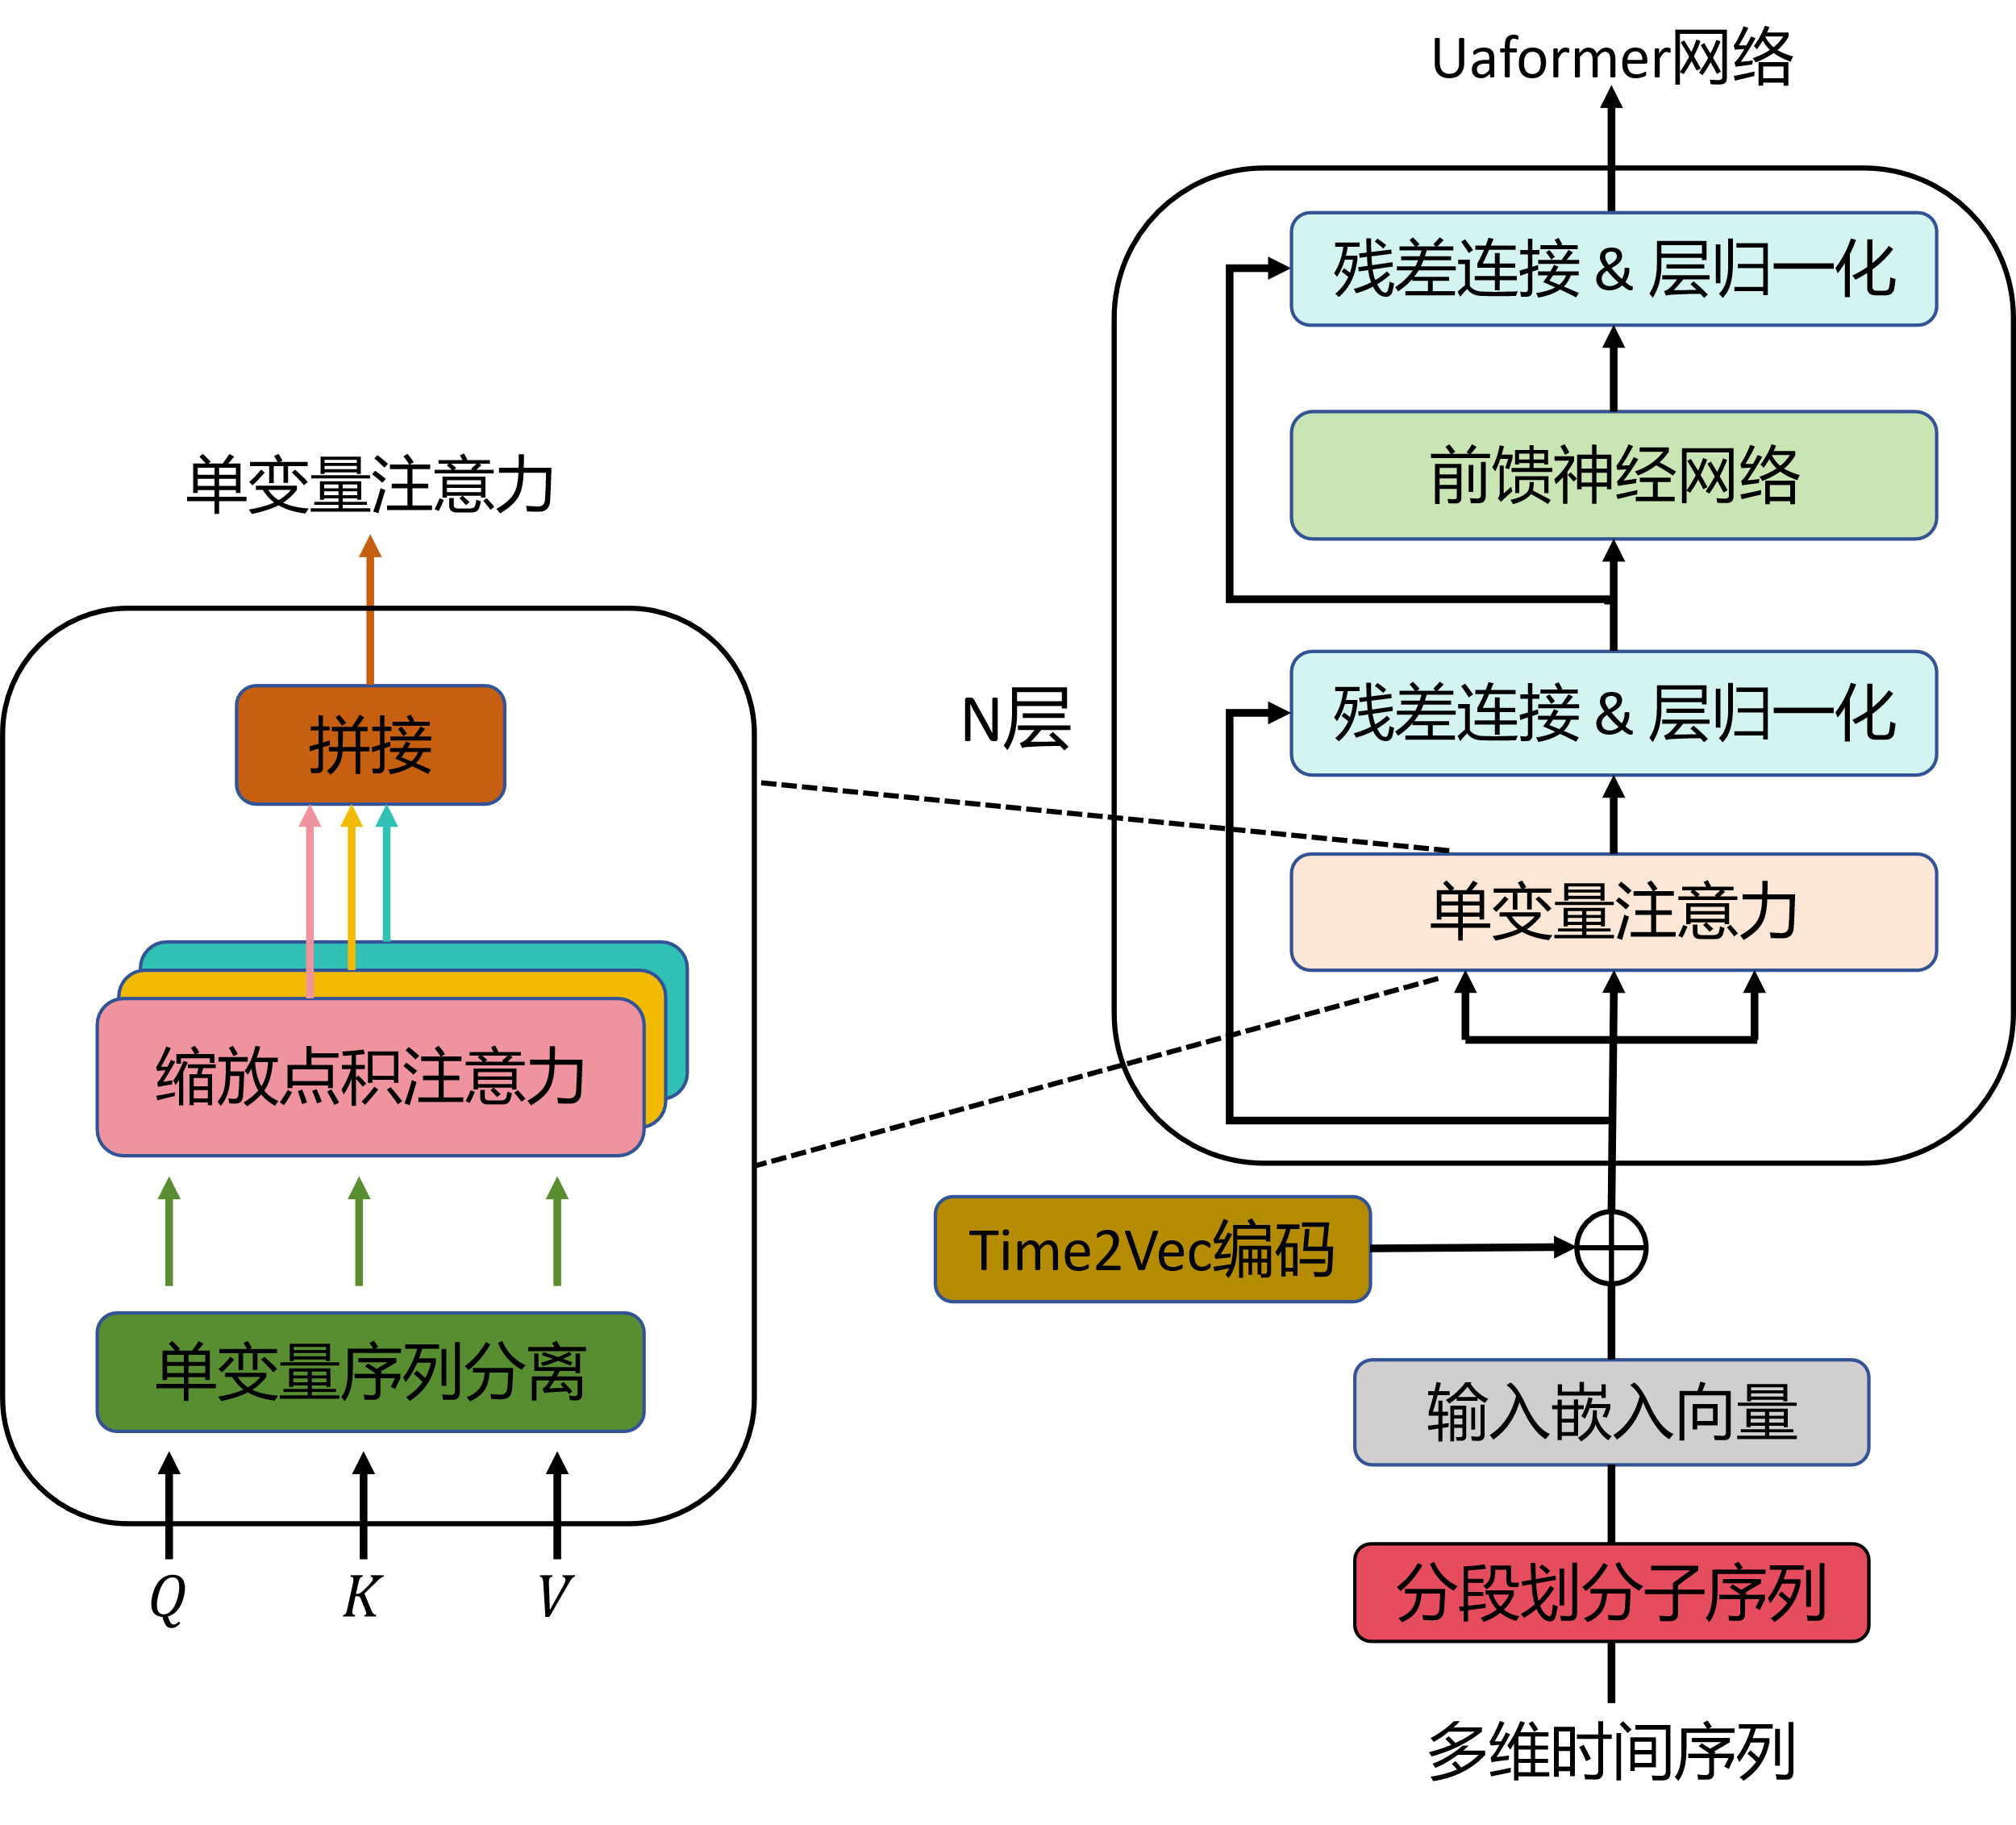 Uaformer网络
残差连接 & 层归一化
前馈神经网络
残差连接 & 层归一化
N层
单变量注意力
Time2Vec编码
输入嵌入向量
分段划分子序列
多维时间序列
单变量注意力
拼接
缩放点积注意力
单变量序列分离
Q K V